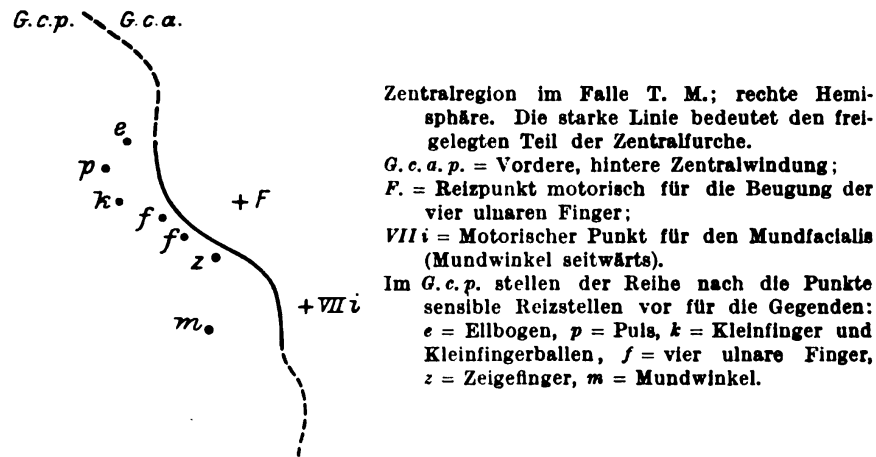 G.c.p. G.c.a.
e
p
k
f
+ F
f
z
+ VII i
m
Zentralregion im Falle T. M.; rechte Hemi-
sphäre. Die starke Linie bedeutet den frei-
gelegten Teil der Zentralfurche.
G. c. a. p. = Vordere, hintere Zentralwindung;
F. = Reizpunkt motorisch für die Beugung der
vier ulnaren Finger;
VII i = Motorischer Punkt für den Mundfacialis
(Mundwinkel seitwärts).
Im G. c. p. stellen der Reihe nach die Punkte
sensible Reizstellen vor für die Gegenden:
e = Ellbogen, p = Puls, k = Kleinfinger und
Kleinfingerballen, f = vier ulnare Finger,
z = Zeigefinger, m = Mundwinkel.